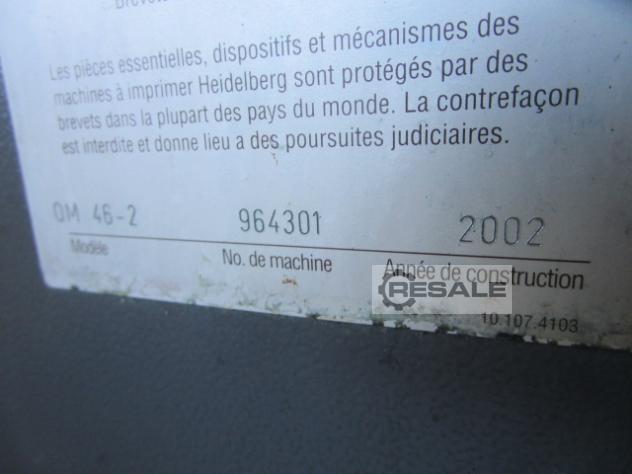 Les pièces essentielles, dispositifs et mécanismes des
machines à imprimer Heidelberg sont protégés par des
brevets dans la plupart des pays du monde. La contrefaçon
est interdite et donne lieu a des poursuites judiciaires.
QM 46-2 964301 2002
Modèle No. de machine Année de construction
RESALE
10.107.4103